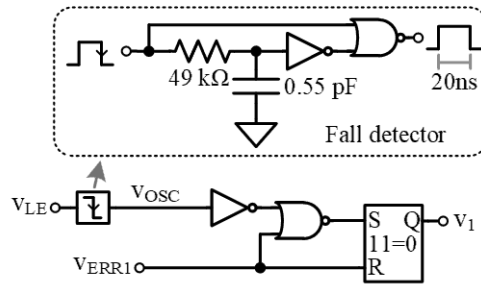 49 kΩ
0.55 pF
20ns
Fall detector
vLE
vOSC
S Q
v1
11=0
vERR1
R